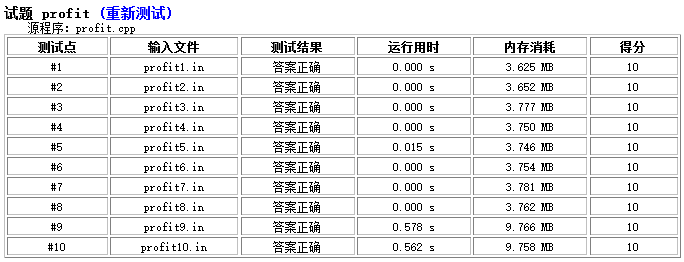 试题 profit (重新测试)
源程序: profit.cpp
测试点 输入文件 测试结果 运行用时 内存消耗 得分
#1 profit1.in 答案正确 0.000 s 3.625 MB 10
#2 profit2.in 答案正确 0.000 s 3.652 MB 10
#3 profit3.in 答案正确 0.000 s 3.777 MB 10
#4 profit4.in 答案正确 0.000 s 3.750 MB 10
#5 profit5.in 答案正确 0.015 s 3.746 MB 10
#6 profit6.in 答案正确 0.000 s 3.754 MB 10
#7 profit7.in 答案正确 0.000 s 3.781 MB 10
#8 profit8.in 答案正确 0.000 s 3.762 MB 10
#9 profit9.in 答案正确 0.578 s 9.766 MB 10
#10 profit10.in 答案正确 0.562 s 9.758 MB 10